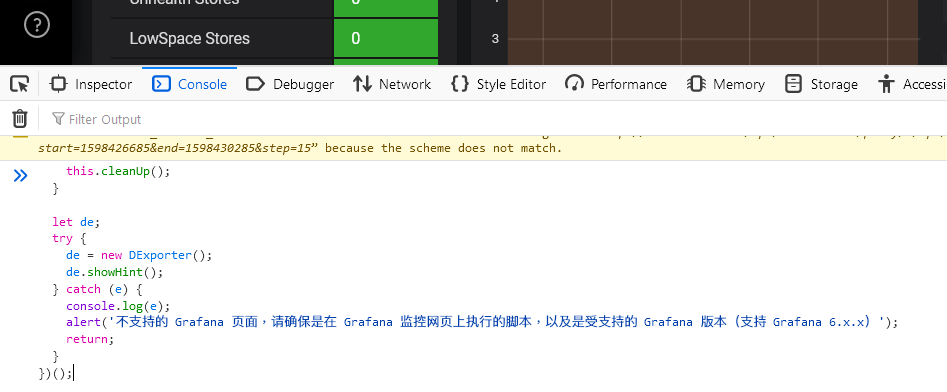 Unhealth Stores 0
LowSpace Stores 0
3
Inspector Console Debugger Network Style Editor Performance Memory Storage Accessi
Filter Output
start=1598426685&end=1598430285&step=15” because the scheme does not match.
this.cleanUp();
}
let de;
try {
de = new DExporter();
de.showHint();
} catch (e) {
console.log(e);
alert('不支持的 Grafana 页面，请确保是在 Grafana 监控网页上执行的脚本，以及是受支持的 Grafana 版本（支持 Grafana 6.x.x）');
return;
}
})();